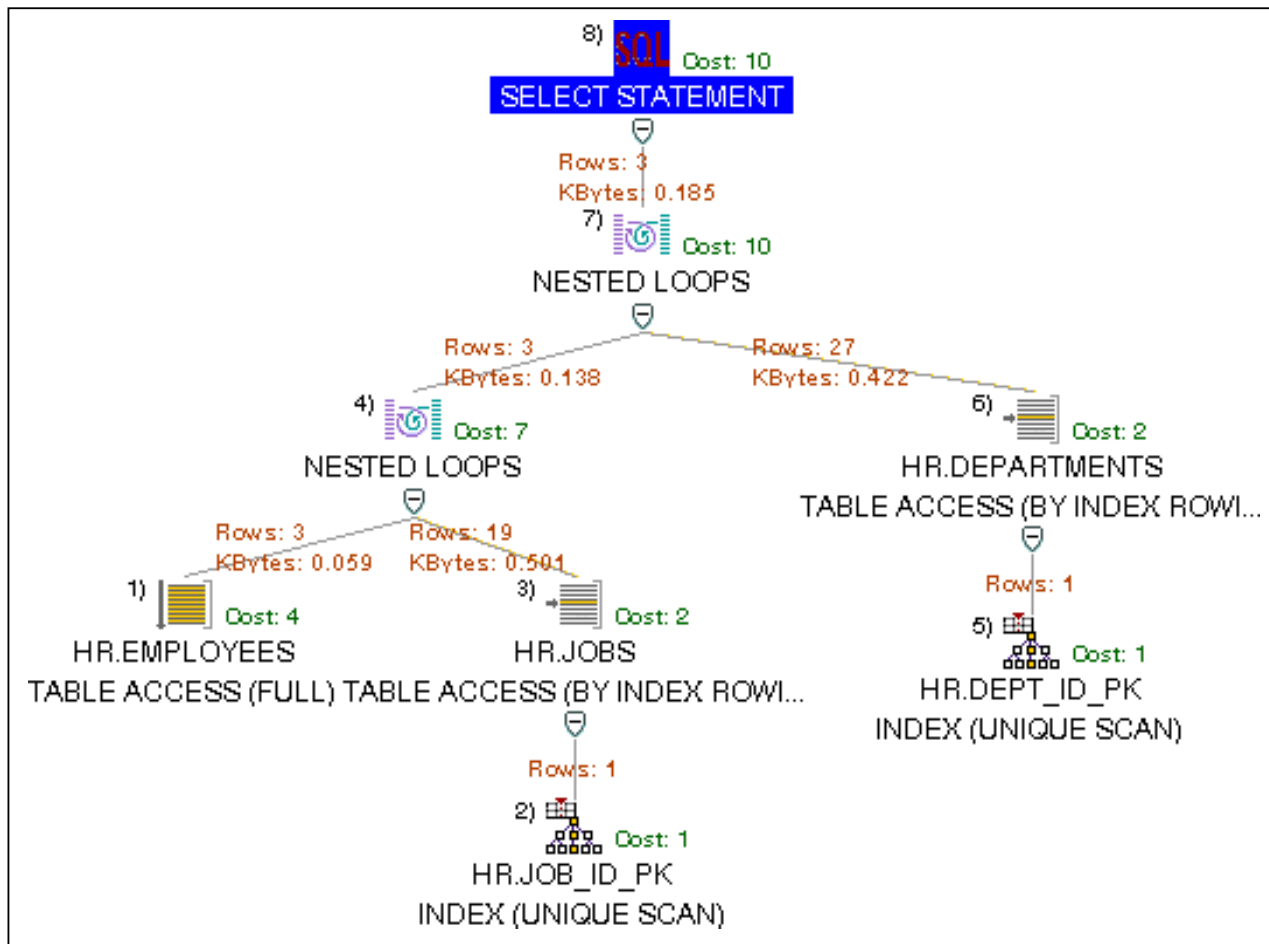 8) SQL Cost: 10
SELECT STATEMENT
Rows: 3
KBytes: 0.185
7) Cost: 10
NESTED LOOPS
Rows: 3 Rows: 27
KBytes: 0.138 KBytes: 0.422
4) Cost: 7 6) Cost: 2
NESTED LOOPS HR.DEPARTMENTS
TABLE ACCESS (BY INDEX ROWI...
Rows: 3 Rows: 19
KBytes: 0.059 KBytes: 0.501
1) Cost: 4 3) Cost: 2
Rows: 1
5) Cost: 1
HR.EMPLOYEES HR.JOBS
HR.DEPT_ID_PK
TABLE ACCESS (FULL) TABLE ACCESS (BY INDEX ROWI...
INDEX (UNIQUE SCAN)
Rows: 1
2) Cost: 1
HR.JOB_ID_PK
INDEX (UNIQUE SCAN)